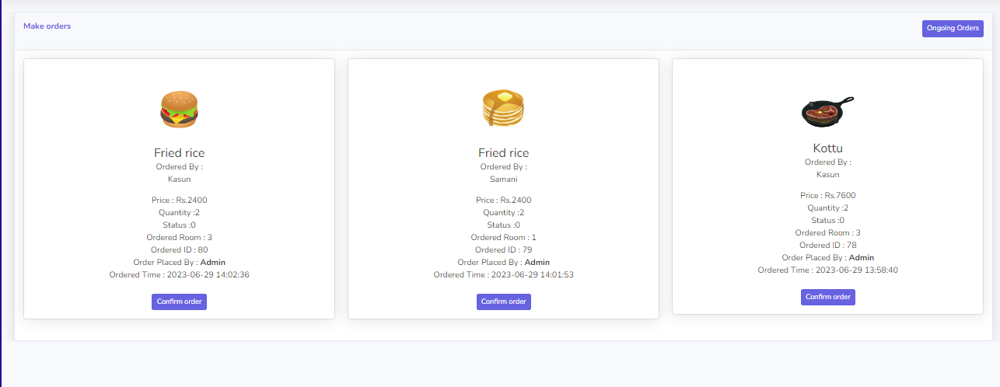 Make orders
Ongoing Orders
Fried rice
Ordered By :
Kasun
Price : Rs.2400
Quantity :2
Status :0
Ordered Room : 3
Ordered ID : 80
Order Placed By : Admin
Ordered Time : 2023-06-29 14:02:36
Confirm order
Fried rice
Ordered By :
Samani
Price : Rs.2400
Quantity :2
Status :0
Ordered Room : 1
Ordered ID : 79
Order Placed By : Admin
Ordered Time : 2023-06-29 14:01:53
Confirm order
Kottu
Ordered By :
Kasun
Price : Rs.7600
Quantity :2
Status :0
Ordered Room : 3
Ordered ID : 78
Order Placed By : Admin
Ordered Time : 2023-06-29 13:58:40
Confirm order